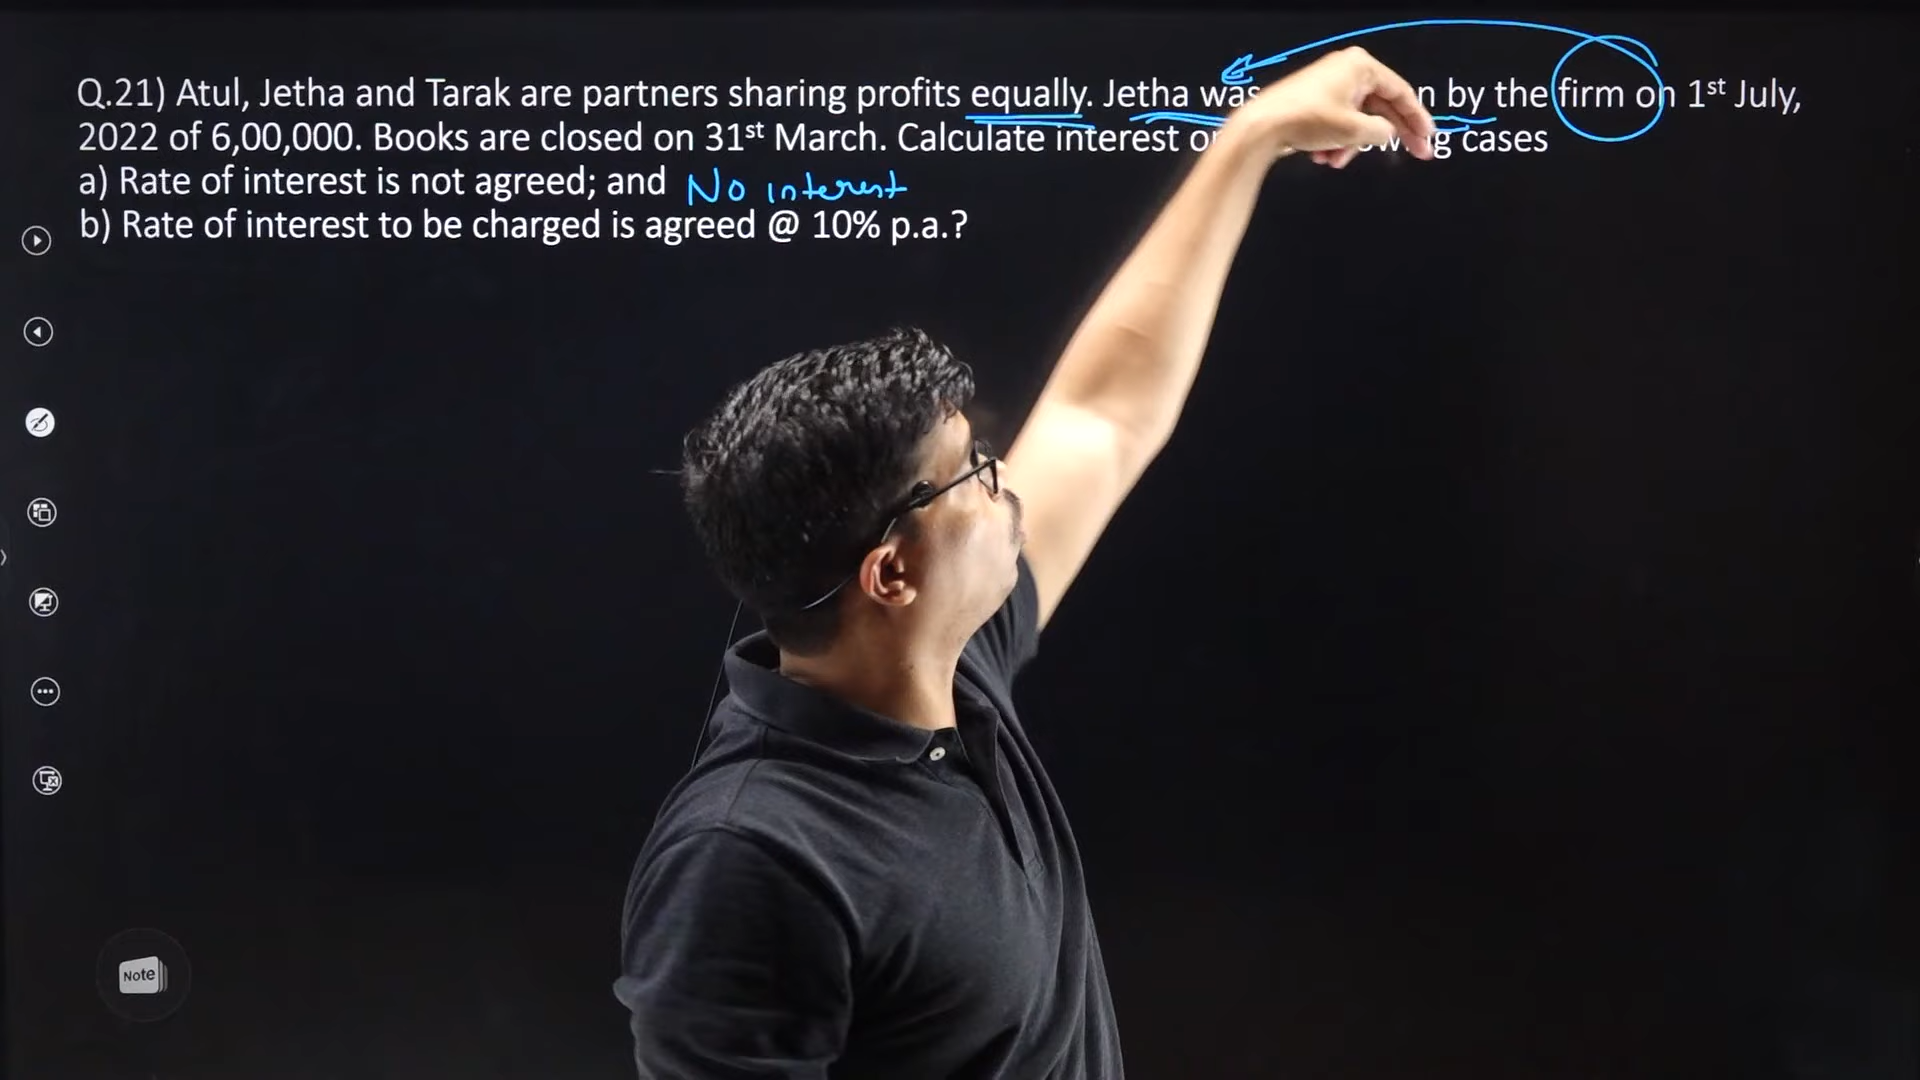 Q.21) Atul, Jetha and Tarak are partners sharing profits equally. Jetha was by the firm on 1st July,
2022 of 6,00,000. Books are closed on 31st March. Calculate interest cases
a) Rate of interest is not agreed; and No interest
b) Rate of interest to be charged is agreed @ 10% p.a.?
Note